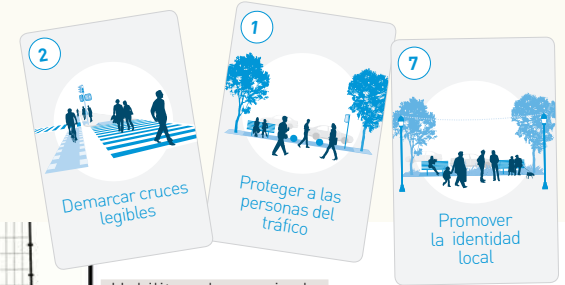 2
Demarcar cruces
legibles
1
Proteger a las
personas del
tráfico
7
Promover
la identidad
local